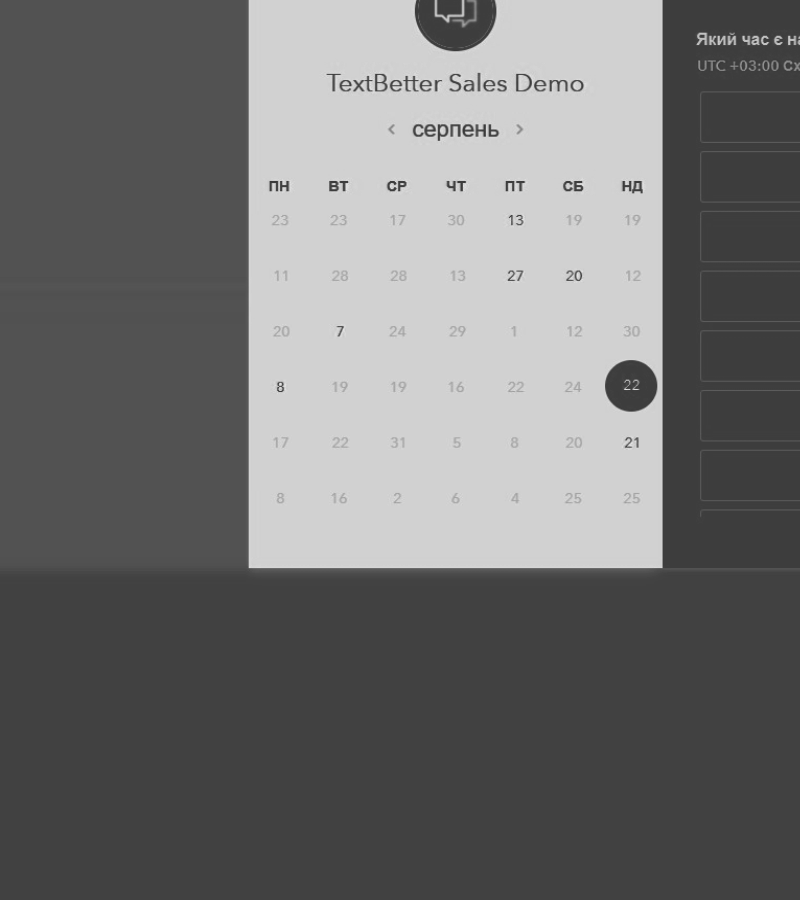 TextBetter Sales Demo
серпень
ПН ВТ СР ЧТ ПТ СБ НД
23 23 17 30 13 19 19
11 28 28 13 27 20 12
20 7 24 29 1 12 30
8 19 19 16 22 24 22
17 22 31 5 8 20 21
8 16 2 6 4 25 25
Який час є
UTC +03:00